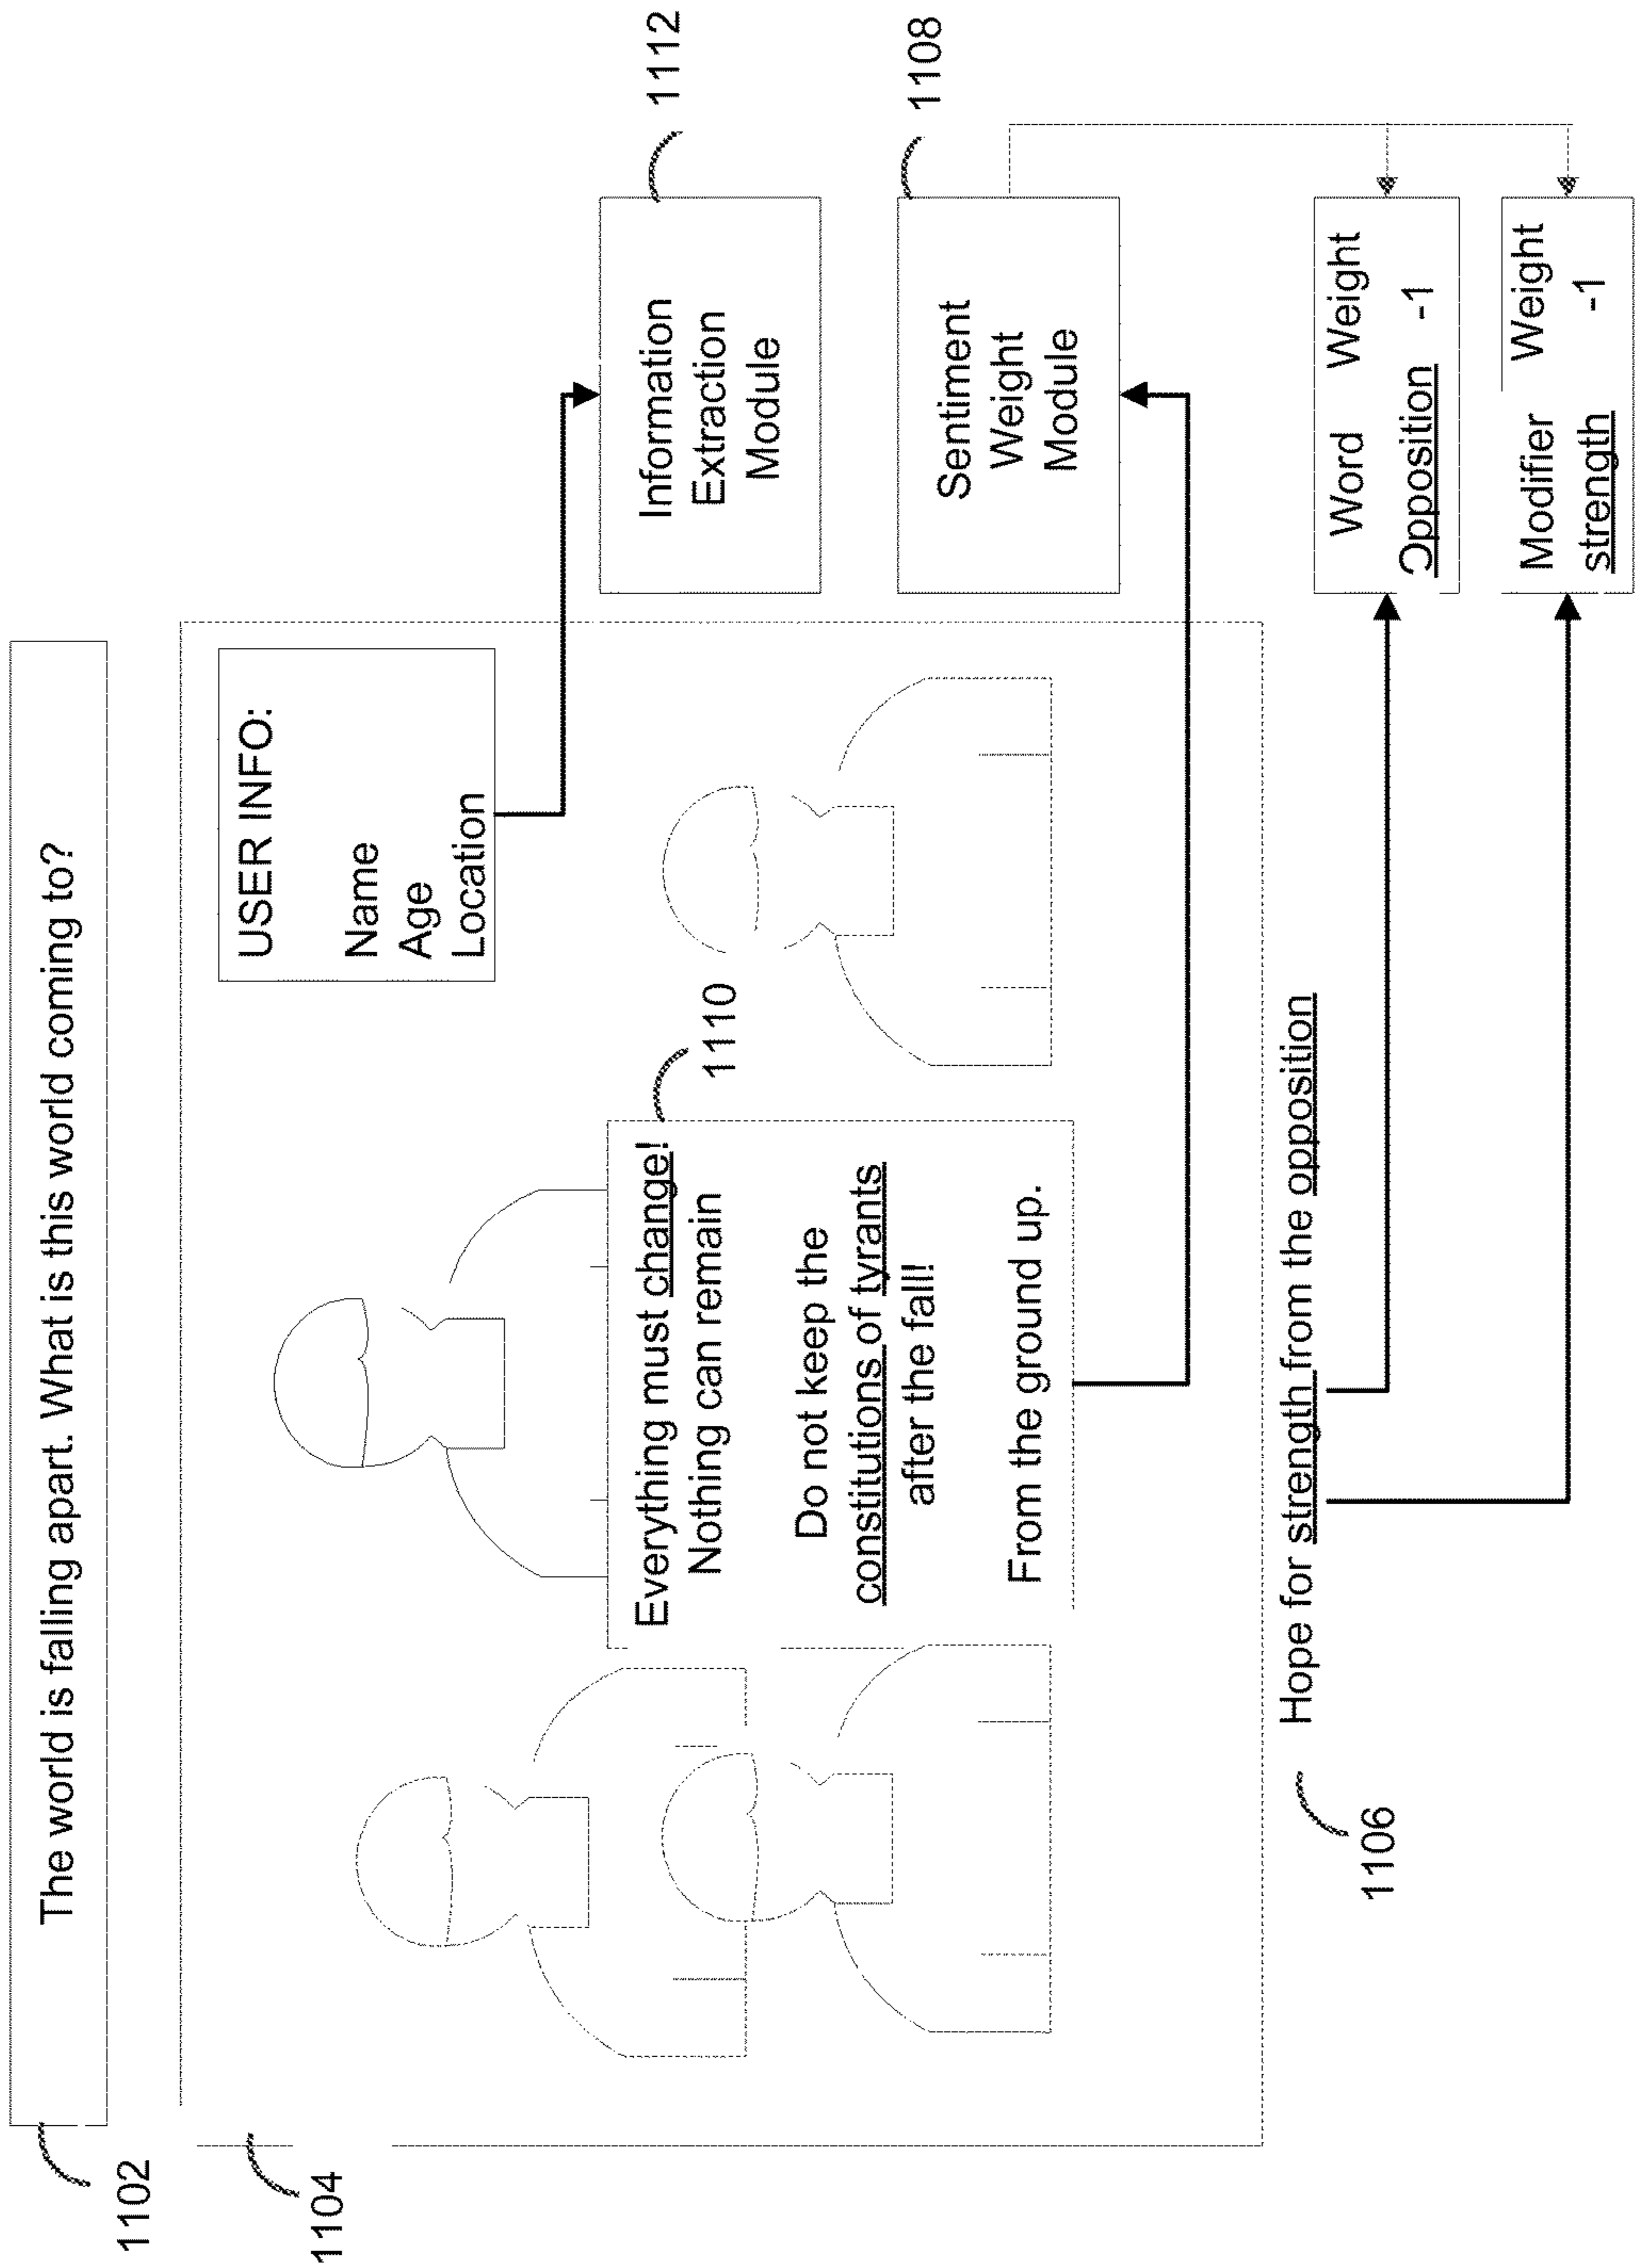 The world is falling apart. What is this world coming to?
1102
1104
USER INFO:
Name
Age
Location
Information
Extraction
Module
1112
Everything must change!
Nothing can remain
Do not keep the
constitutions of tyrants
after the fall!
From the ground up.
1110
Sentiment
Weight
Module
1108
1106
Hope for strength from the opposition
Word Weight
Opposition -1
Modifier Weight
strength -1